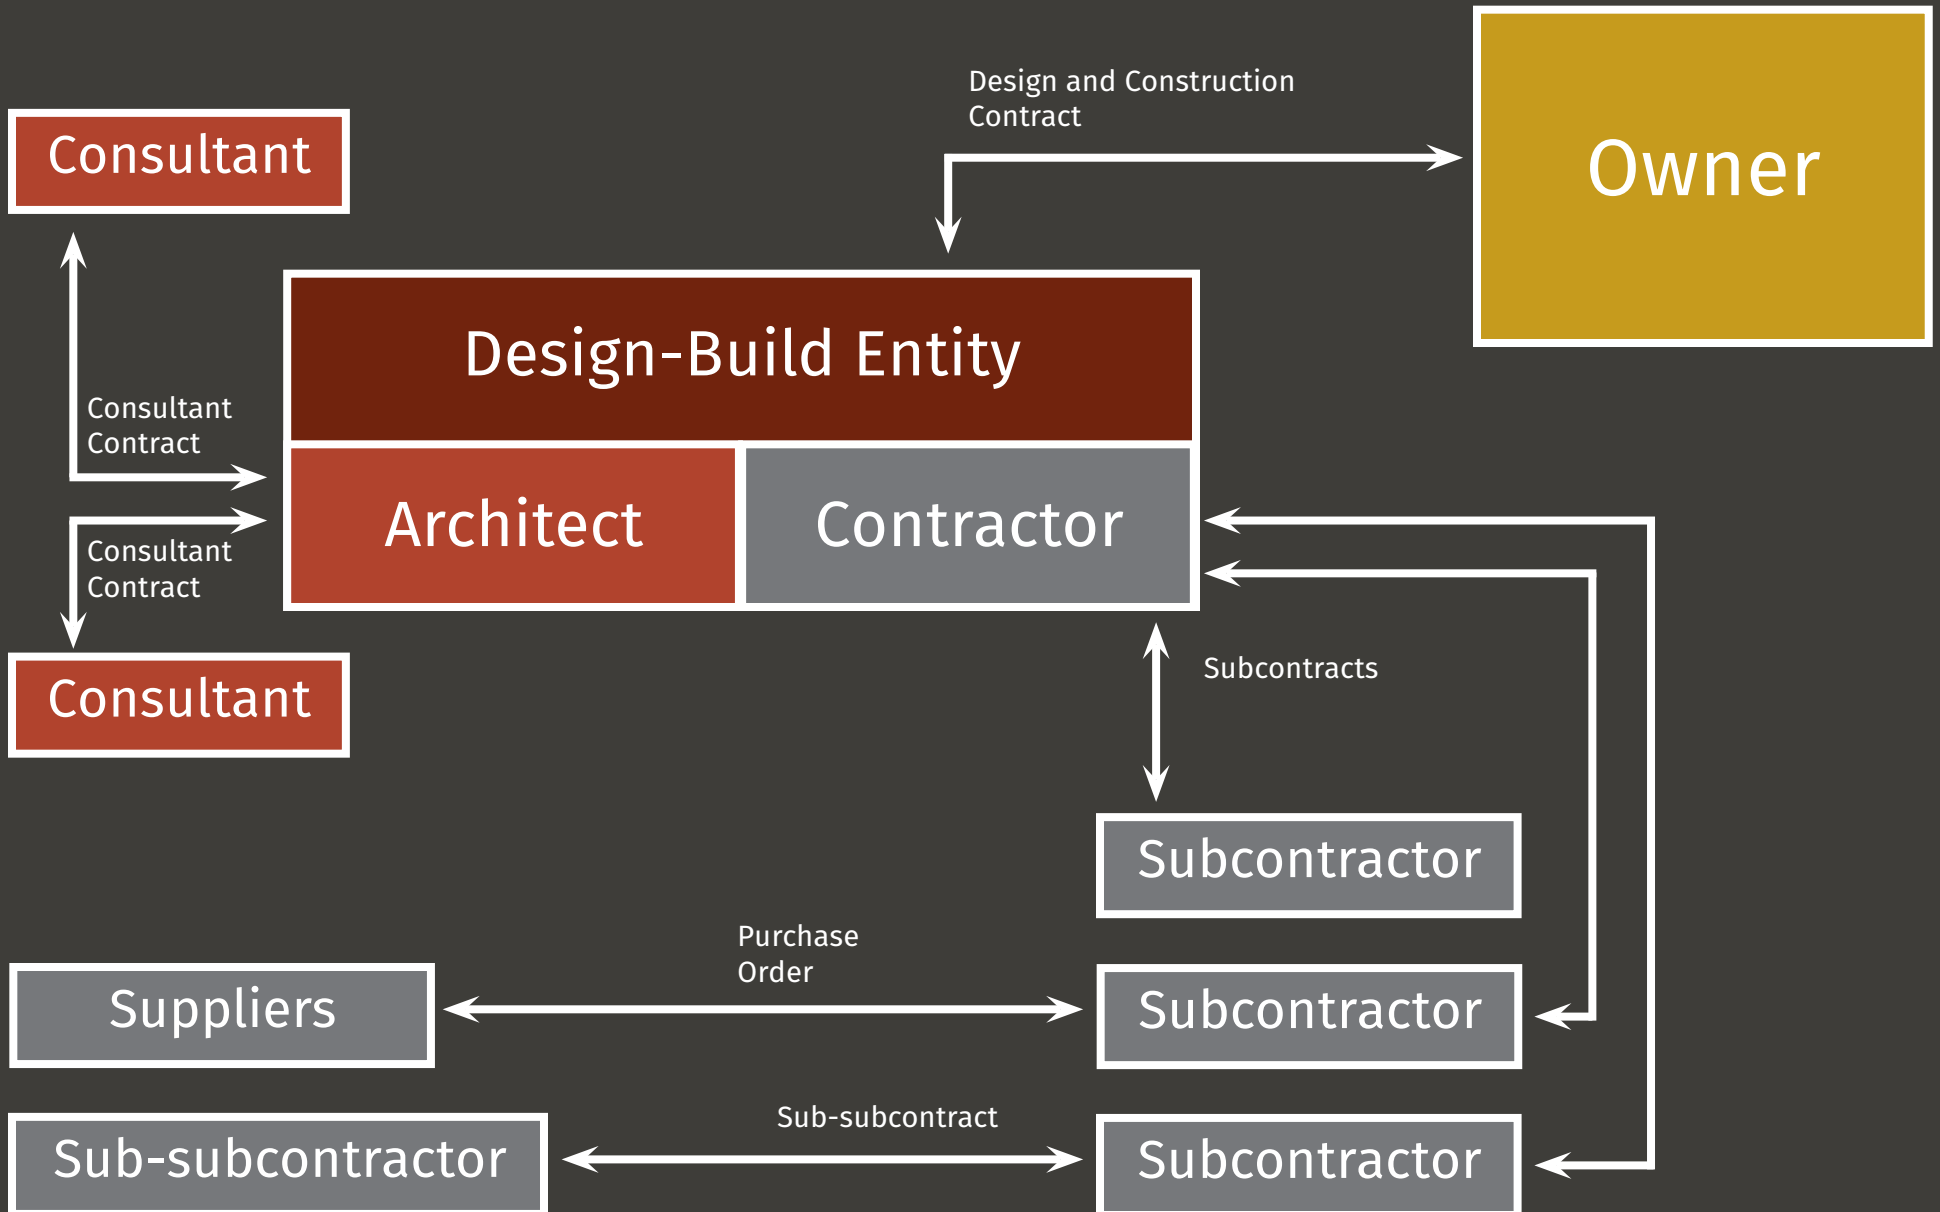 Design and Construction
Contract
Owner
Consultant
Design-Build Entity
Consultant
Contract
Architect
Contractor
Consultant
Contract
Consultant
Subcontracts
Subcontractor
Purchase
Order
Suppliers
Subcontractor
Sub-subcontract
Sub-subcontractor
Subcontractor